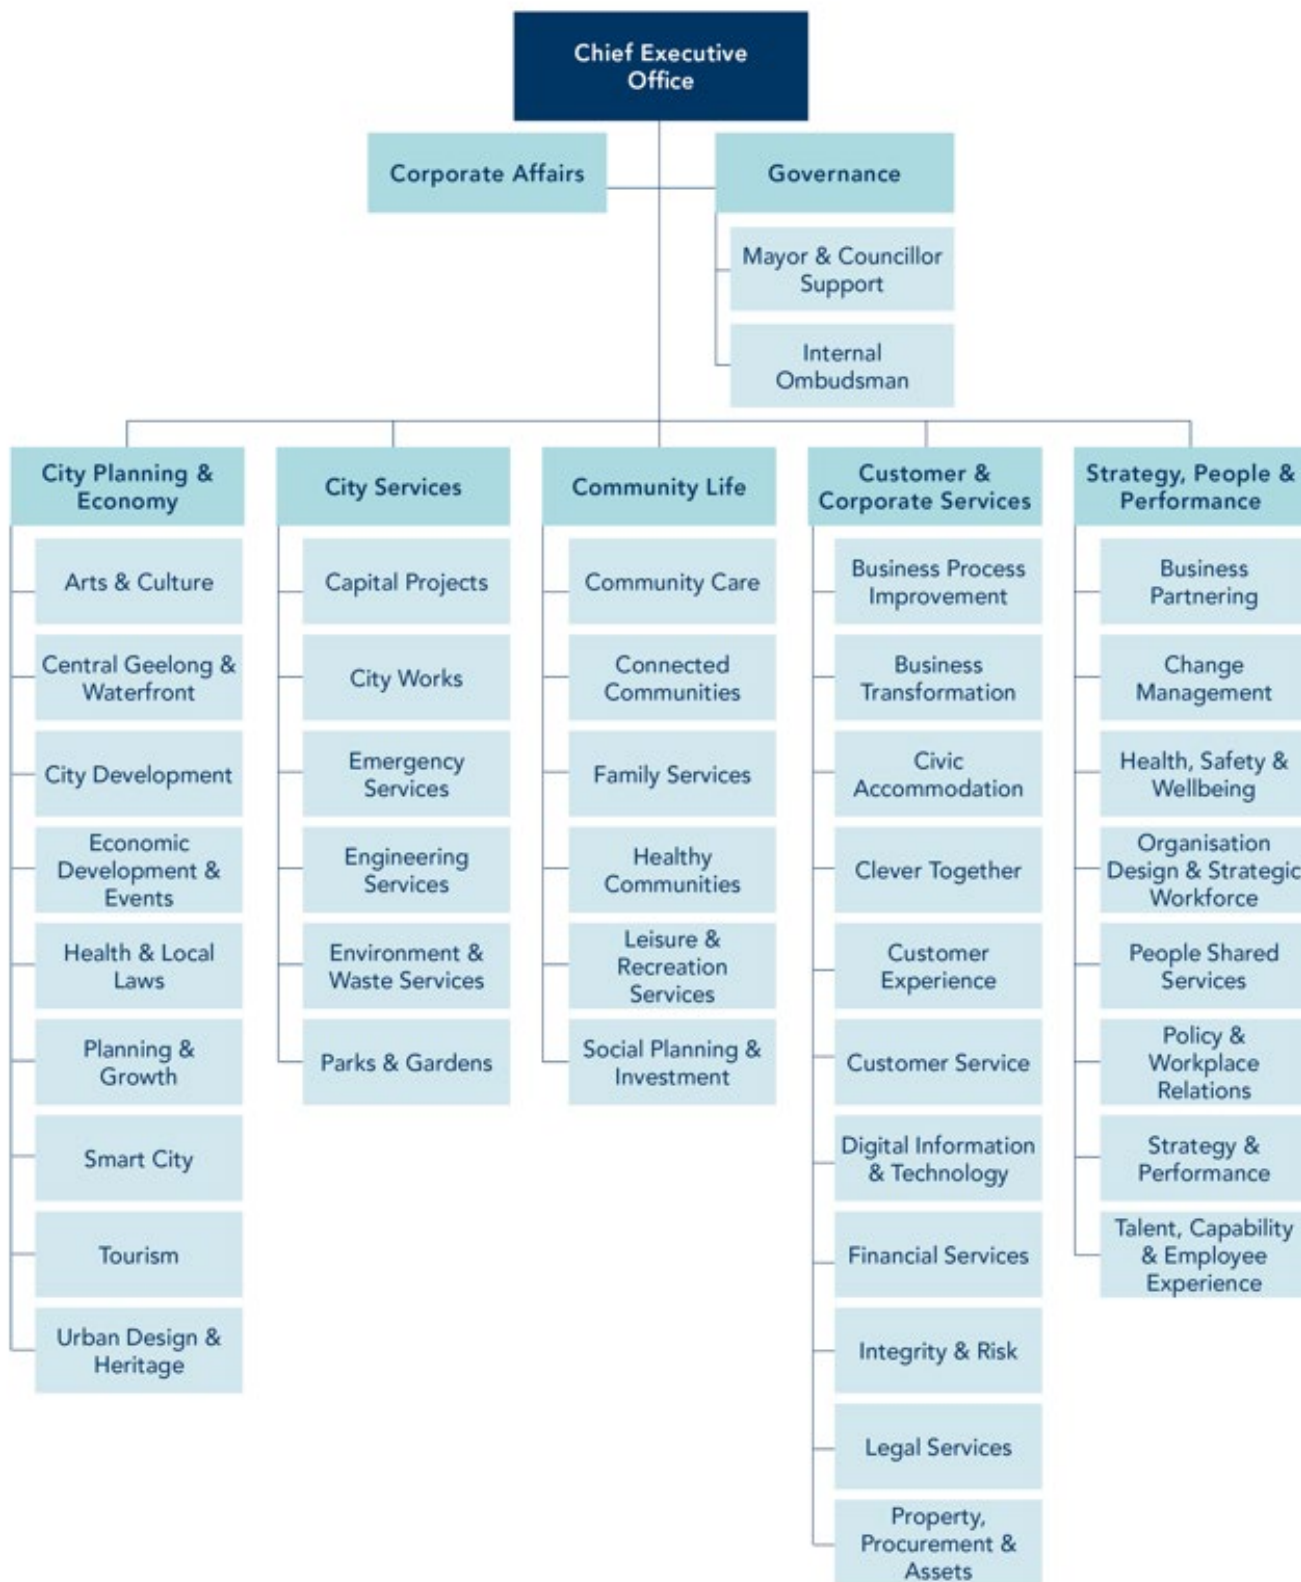 Chief Executive
Office
Corporate Affairs
Governance
Mayor & Councillor
Support
Internal
Ombudsman
City Planning &
Economy
Arts & Culture
Central Geelong &
Waterfront
City Development
Economic
Development &
Events
Health & Local
Laws
Planning &
Growth
Smart City
Tourism
Urban Design &
Heritage
City Services
Capital Projects
City Works
Emergency
Services
Engineering
Services
Environment &
Waste Services
Parks & Gardens
Community Life
Community Care
Connected
Communities
Family Services
Healthy
Communities
Leisure &
Recreation
Services
Social Planning &
Investment
Customer &
Corporate Services
Business Process
Improvement
Business
Transformation
Civic
Accommodation
Clever Together
Customer
Experience
Customer Service
Digital Information
& Technology
Financial Services
Integrity & Risk
Legal Services
Property,
Procurement &
Assets
Strategy, People &
Performance
Business
Partnering
Change
Management
Health, Safety &
Wellbeing
Organisation
Design & Strategic
Workforce
People Shared
Services
Policy &
Workplace
Relations
Strategy &
Performance
Talent, Capability
& Employee
Experience